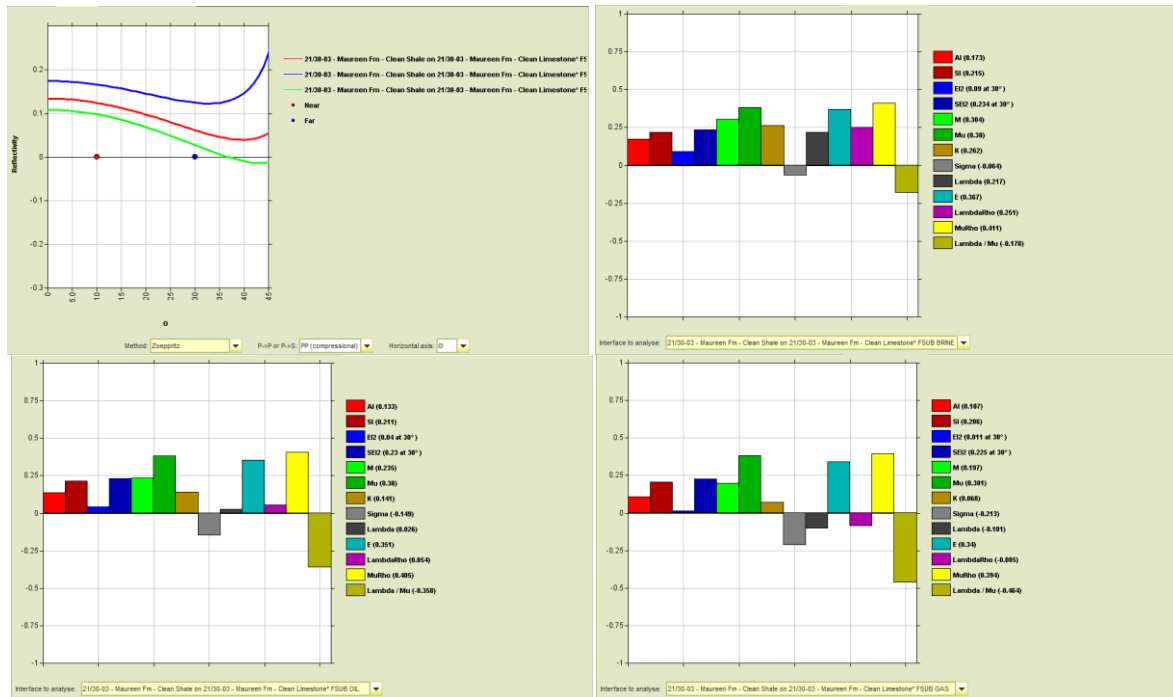 0.2
0.1
0
-0.1
-0.2
-0.3
Reflectivity
0
5.0
10
15
20
25
30
35
40
45
Θ
21/30-03 - Maureen Fm - Clean Shale on 21/30-03 - Maureen Fm - Clean Limestone* FS
21/30-03 - Maureen Fm - Clean Shale on 21/30-03 - Maureen Fm - Clean Limestone* FS
21/30-03 - Maureen Fm - Clean Shale on 21/30-03 - Maureen Fm - Clean Limestone* FS
Near
Far
Method: Zoeppritz P->P or P->S: PP (compressional) Horizontal axis: Θ
1
0.75
0.5
0.25
0
-0.25
-0.5
-0.75
-1
AI (0.173)
SI (0.215)
EI2 (0.09 at 30°)
SEI2 (0.234 at 30°)
M (0.304)
Mu (0.38)
K (0.262)
Sigma (-0.064)
Lambda (0.217)
E (0.367)
LambdaRho (0.251)
MuRho (0.411)
Lambda / Mu (-0.178)
Interface to analyse: 21/30-03 - Maureen Fm - Clean Shale on 21/30-03 - Maureen Fm - Clean Limestone* FSUB BRINE
1
0.75
0.5
0.25
0
-0.25
-0.5
-0.75
-1
AI (0.133)
SI (0.211)
EI2 (0.04 at 30°)
SEI2 (0.23 at 30°)
M (0.235)
Mu (0.38)
K (0.141)
Sigma (-0.149)
Lambda (0.026)
E (0.351)
LambdaRho (0.054)
MuRho (0.405)
Lambda / Mu (-0.358)
Interface to analyse: 21/30-03 - Maureen Fm - Clean Shale on 21/30-03 - Maureen Fm - Clean Limestone* FSUB OIL
1
0.75
0.5
0.25
0
-0.25
-0.5
-0.75
-1
AI (0.107)
SI (0.206)
EI2 (0.011 at 30°)
SEI2 (0.225 at 30°)
M (0.197)
Mu (0.381)
K (0.068)
Sigma (-0.213)
Lambda (-0.101)
E (0.34)
LambdaRho (-0.085)
MuRho (0.394)
Lambda / Mu (-0.464)
Interface to analyse: 21/30-03 - Maureen Fm - Clean Shale on 21/30-03 - Maureen Fm - Clean Limestone* FSUB GAS